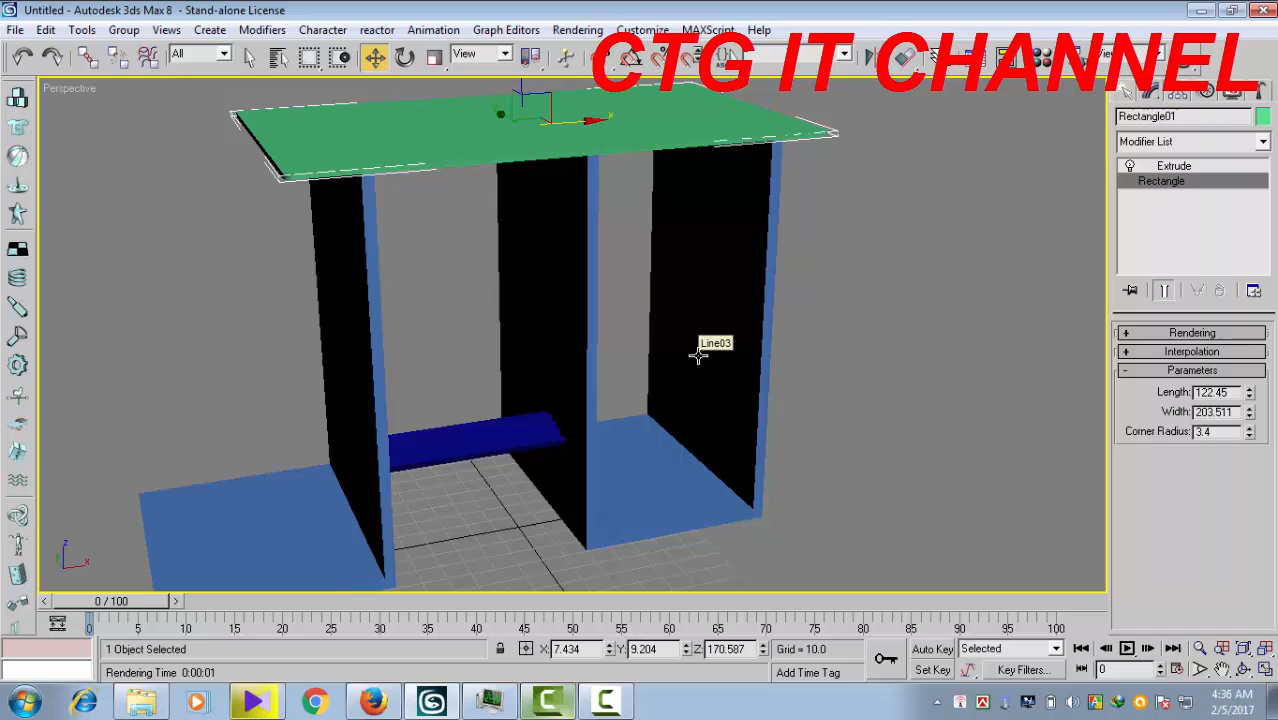 Untitled - Autodesk 3ds Max 8 - Stand-alone License
File Edit Tools Group Views Create Modifiers Character reactor Animation Graph Editors Rendering Customize MAXScript Help
CTG IT CHANNEL
All
View
Perspective
Rectangle01
Modifier List
Extrude
Rectangle
x
Line03
Rendering
Interpolation
Parameters
Length: 122.45
Width: 203.511
Corner Radius: 3.4
z
x
0 / 100
0 5 10 15 20 25 30 35 40 45 50 55 60 65 70 75 80 85 90 95 100
1 Object Selected
X: 7.434
Y: 9.204
Z: 170.587
Grid = 10.0
Auto Key
Selected
Rendering Time: 0:00:01
Add Time Tag
Set Key
Key Filters...
0
4:36 AM
2/5/2017